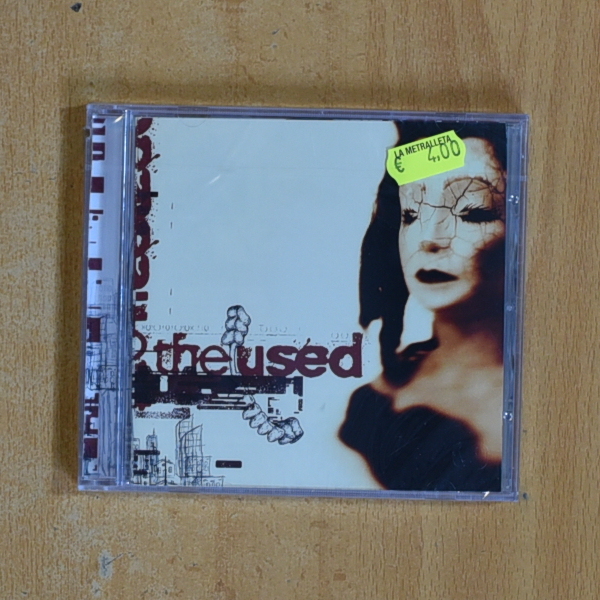 LA METRALLETA
€ 4,00
the used